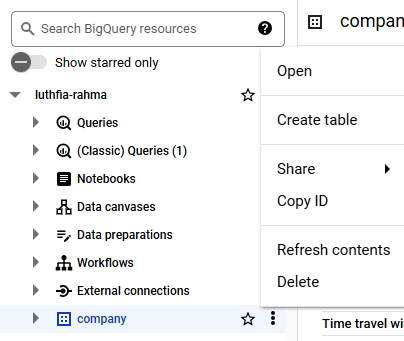 Search BigQuery resources
Show starred only
luthfia-rahma
Queries
(Classic) Queries (1)
Notebooks
Data canvases
Data preparations
Workflows
External connections
company
Open
Create table
Share
Copy ID
Refresh contents
Delete
Time travel wi